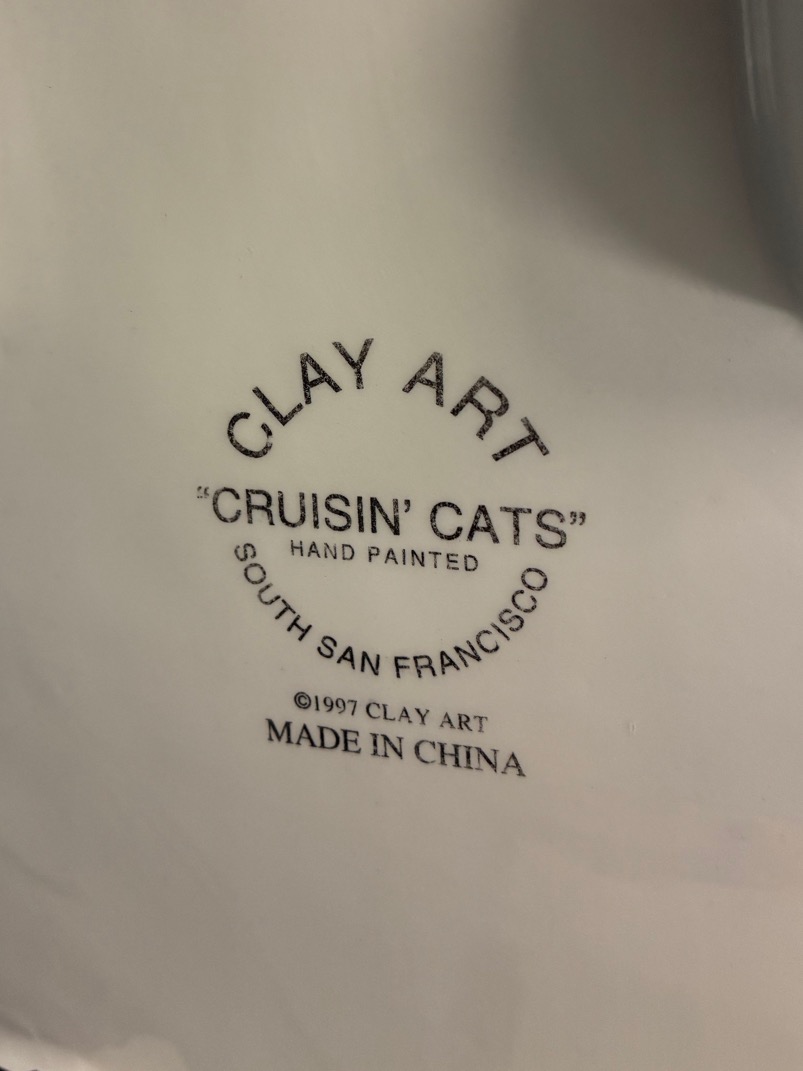 CLAY ART
“CRUISIN’ CATS”
HAND PAINTED
SOUTH SAN FRANCISCO
©1997 CLAY ART
MADE IN CHINA